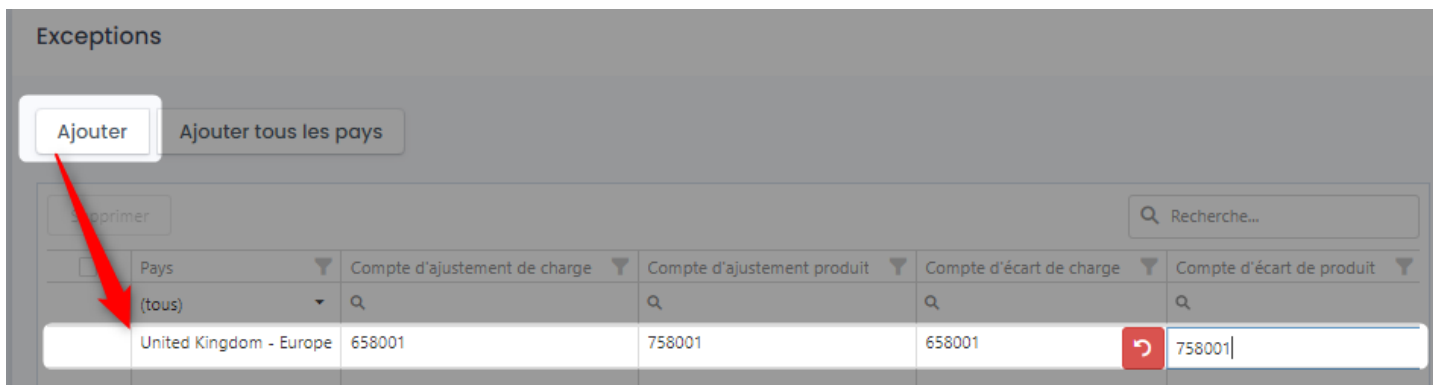 Exceptions
Ajouter Ajouter tous les pays
Supprimer Recherche...
Pays Compte d'ajustement de charge Compte d'ajustement produit Compte d'écart de charge Compte d'écart de produit
(tous)
United Kingdom - Europe 658001 758001 658001 758001